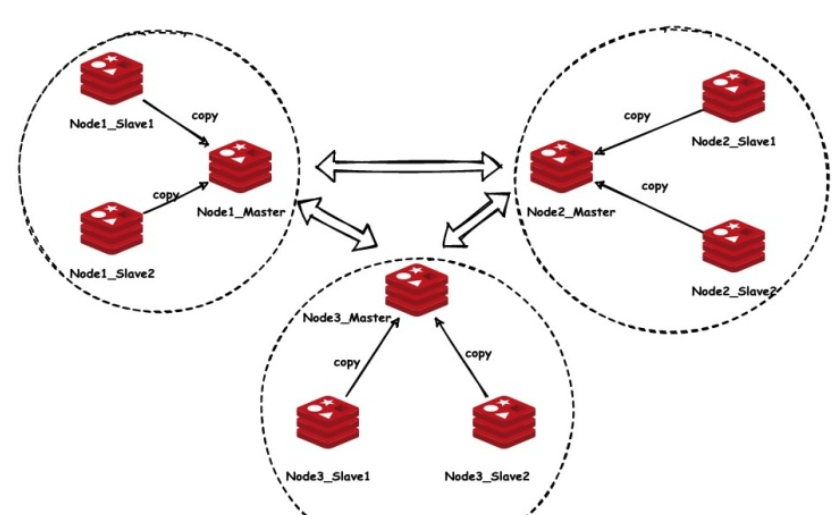 Node1_Slave1
copy
Node1_Master
copy
Node1_Slave2
copy
Node2_Slave1
Node2_Master
copy
Node2_Slave2
Node3_Master
copy
copy
Node3_Slave1
Node3_Slave2